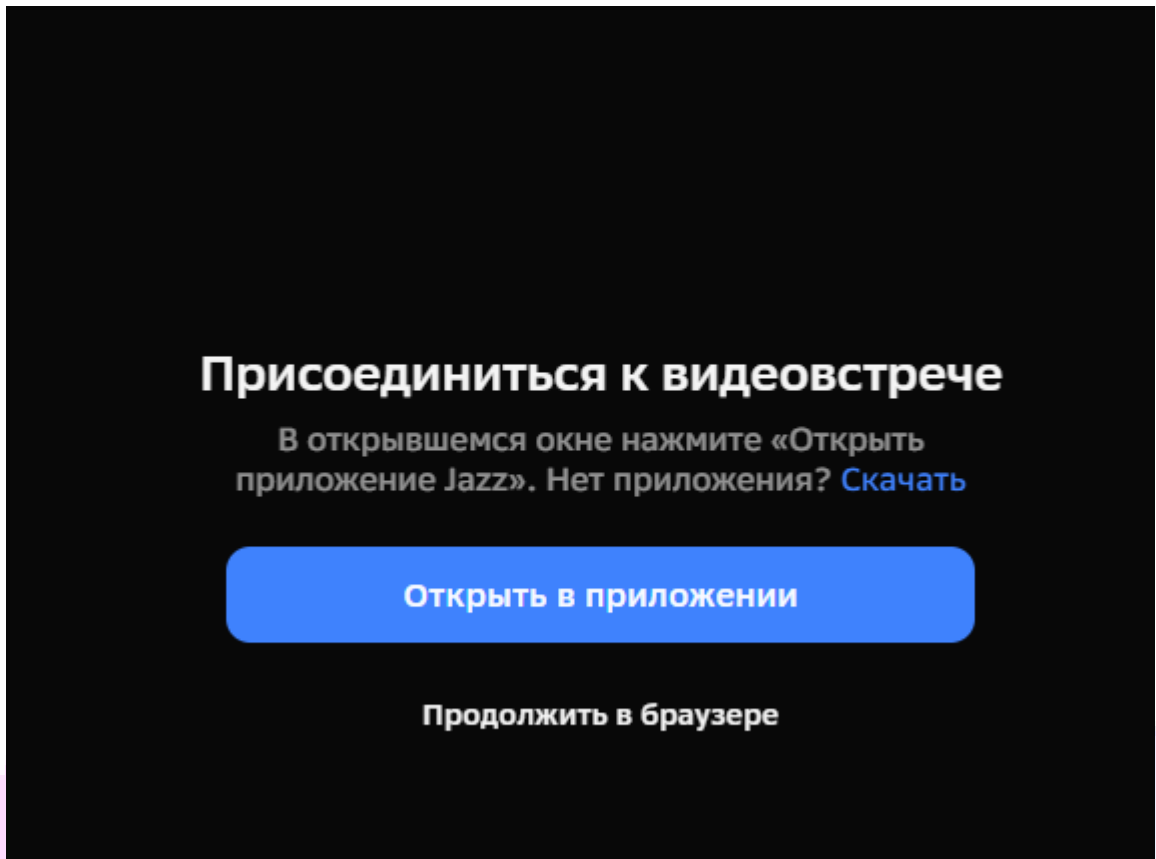 Присоединиться к видеовстрече
В открывшемся окне нажмите «Открыть
приложение Jazz». Нет приложения? Скачать
Открыть в приложении
Продолжить в браузере